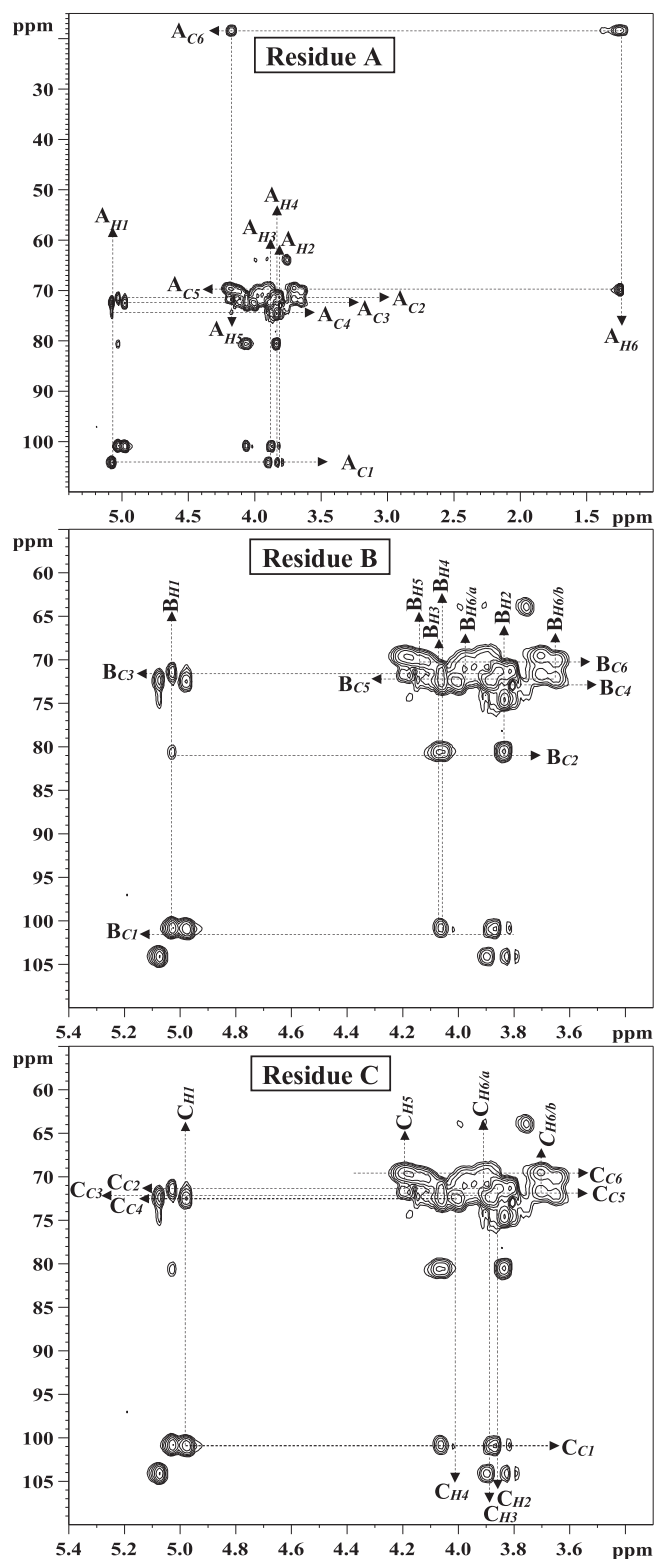 ppm
A_C6
Residue A
30
40
50
A_H4
60
A_H1
A_H3
A_H2
70
A_C5
A_C2
A_C3
A_C4
A_H5
A_H6
80
90
100
A_C1
5.0 4.5 4.0 3.5 3.0 2.5 2.0 1.5 ppm
ppm
Residue B
60
B_H1
B_H5
B_H3
B_H4
B_H6/a
B_H2
B_H6/b
65
70
B_C3
B_C6
B_C5
B_C4
75
80
B_C2
85
90
95
100
B_C1
105
5.4 5.2 5.0 4.8 4.6 4.4 4.2 4.0 3.8 3.6 ppm
ppm
Residue C
60
C_H1
C_H5
C_H6/a
C_H6/b
65
70
C_C6
C_C2
C_C3
C_C5
C_C4
75
80
85
90
95
100
C_C1
105
C_H4
C_H2
C_H3
5.4 5.2 5.0 4.8 4.6 4.4 4.2 4.0 3.8 3.6 ppm